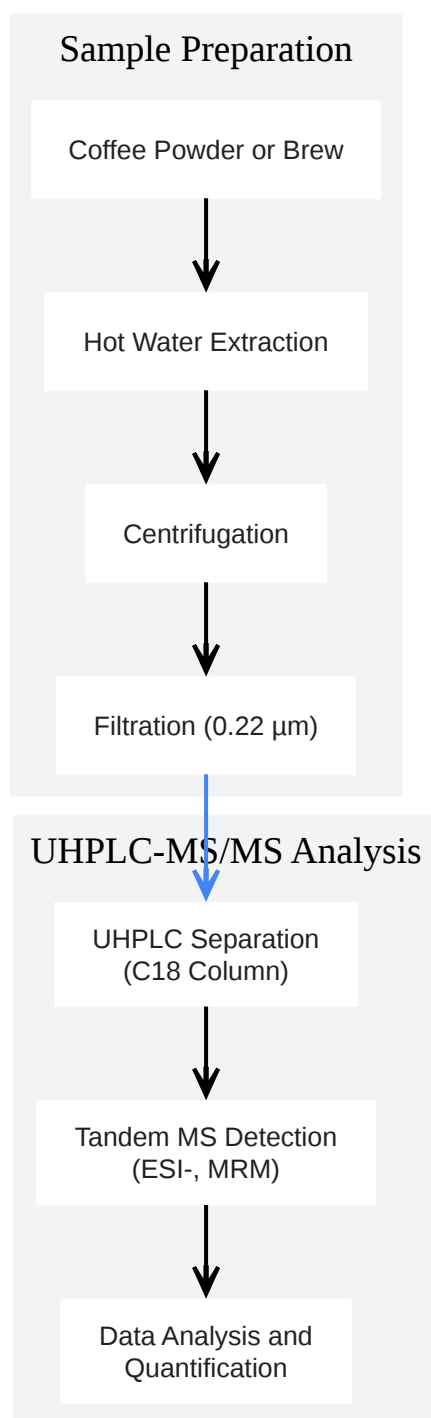 Sample Preparation
Coffee Powder or Brew
Hot Water Extraction
Centrifugation
Filtration (0.22 µm)
UHPLC-MS/MS Analysis
UHPLC Separation
(C18 Column)
Tandem MS Detection
(ESI-, MRM)
Data Analysis and
Quantification